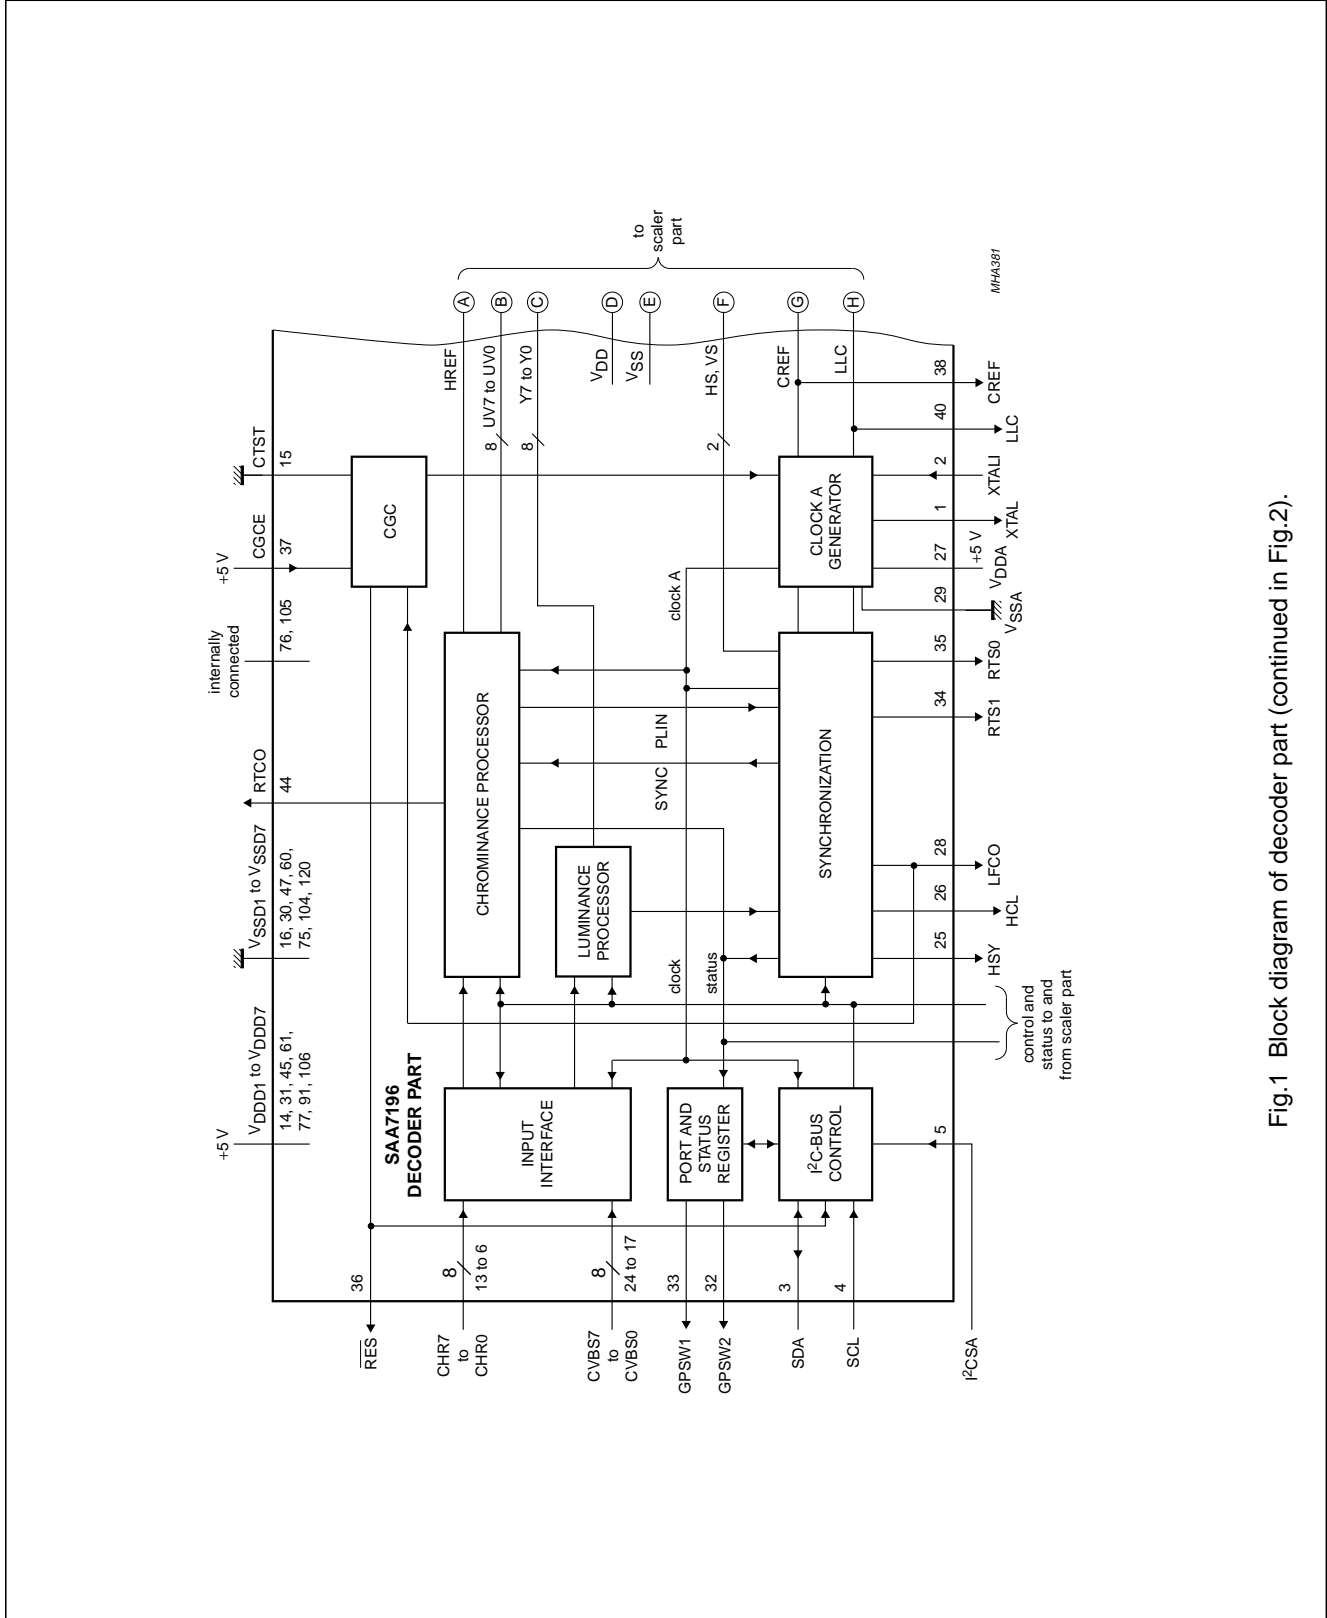 +5 V
VDDD1 to VDDD7
14, 31, 45, 61,
77, 91, 106
VSSD1 to VSSD7
16, 30, 47, 60,
75, 104, 120
RTCO
44
internally
connected
76, 105
+5 V
CGCE
37
CTST
15
SAA7196
DECODER PART
CGC
36
RES
CHR7
to
CHR0
8
13 to 6
CVBS7
to
CVBS0
8
24 to 17
INPUT
INTERFACE
CHROMINANCE PROCESSOR
LUMINANCE
PROCESSOR
HREF
A
8
UV7 to UV0
B
8
Y7 to Y0
C
VDD
D
VSS
E
2
HS, VS
F
CREF
G
LLC
H
to
scaler
part
clock
status
SYNC
PLIN
clock A
GPSW1
33
GPSW2
32
SDA
3
SCL
4
PORT AND
STATUS
REGISTER
I2C-BUS
CONTROL
SYNCHRONIZATION
CLOCK A
GENERATOR
I2CSA
5
control and
status to and
from scaler part
25
HSY
26
HCL
28
LFCO
34
RTS1
35
RTS0
29
VSSA
27
+5 V
VDDA
1
XTAL
2
XTALI
40
LLC
38
CREF
MHA381
Fig.1 Block diagram of decoder part (continued in Fig.2).